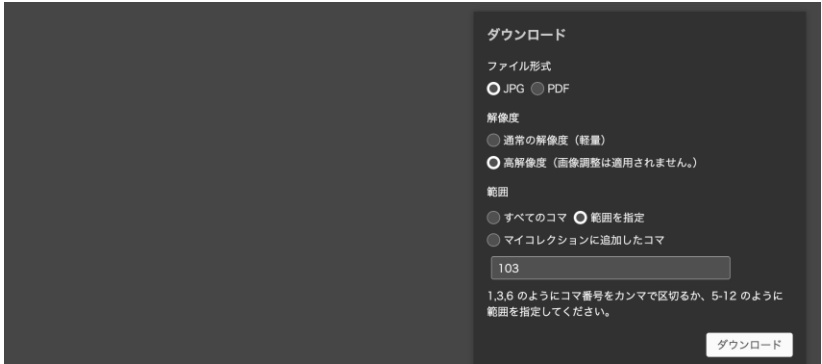 ダウンロード
ファイル形式
JPG PDF
解像度
通常の解像度（軽量）
高解像度（画像調整は適用されません。）
範囲
すべてのコマ 範囲を指定
マイコレクションに追加したコマ
103
1,3,6 のようにコマ番号をカンマで区切るか、5-12 のように
範囲を指定してください。
ダウンロード